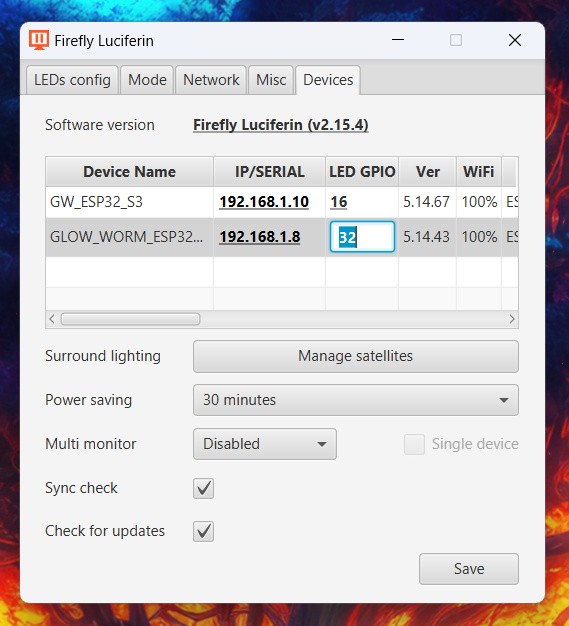 Firefly Luciferin
LEDs config Mode Network Misc Devices
Software version Firefly Luciferin (v2.15.4)
Device Name IP/SERIAL LED GPIO Ver WiFi
GW_ESP32_S3 192.168.1.10 16 5.14.67 100% ES
GLOW_WORM_ESP32... 192.168.1.8 32 5.14.43 100% ES
Surround lighting Manage satellites
Power saving 30 minutes
Multi monitor Disabled Single device
Sync check
Check for updates
Save